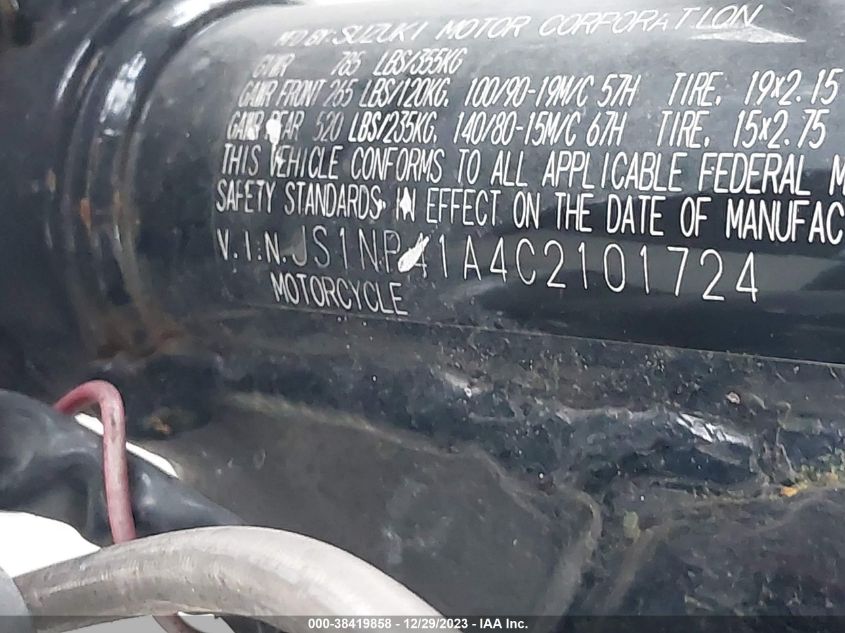 MFD BY: SUZUKI MOTOR CORPORATION
GVWR 765 LBS/355KG
GAWR FRONT 265 LBS/120KG, 100/90-19M/C 57H TIRE, 19x2.15
GAWR REAR 520 LBS/235KG, 140/80-15M/C 67H TIRE, 15x2.75
THIS VEHICLE CONFORMS TO ALL APPLICABLE FEDERAL M
SAFETY STANDARDS IN EFFECT ON THE DATE OF MANUFAC
V.I.N. JS1NP41A4C2101724
MOTORCYCLE
000-38419858 - 12/29/2023 - IAA Inc.